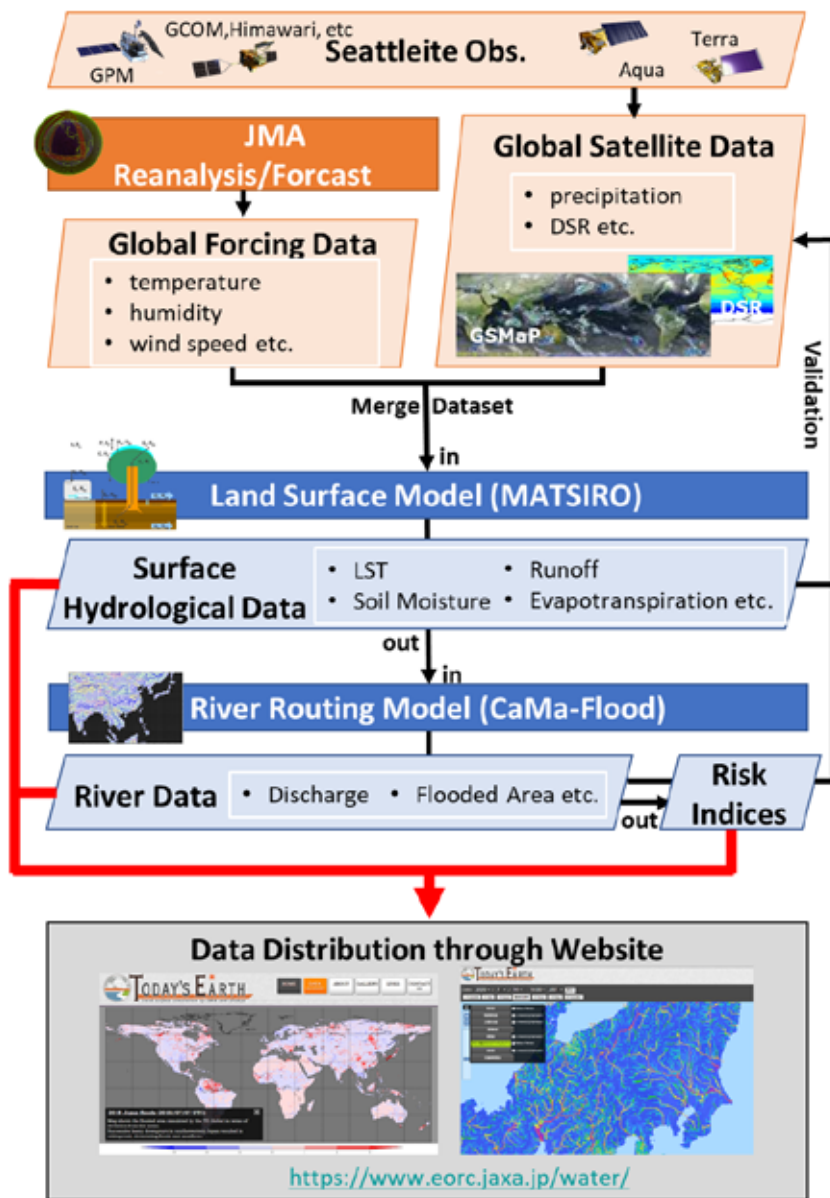 GCOM,Himawari, etc
Terra
Seattleite Obs.
GPM
Aqua
JMA
Reanalysis/Forcast
Global Satellite Data
• precipitation
• DSR etc.
GSMaP
DSR
Global Forcing Data
• temperature
• humidity
• wind speed etc.
Validation
Merge Dataset
in
Land Surface Model (MATSIRO)
Surface
Hydrological Data
• LST
• Soil Moisture
• Runoff
• Evapotranspiration etc.
out
in
River Routing Model (CaMa-Flood)
River Data
• Discharge • Flooded Area etc.
out
Risk
Indices
Data Distribution through Website
TODAY'S EARTH
TODAY'S EARTH
https://www.eorc.jaxa.jp/water/